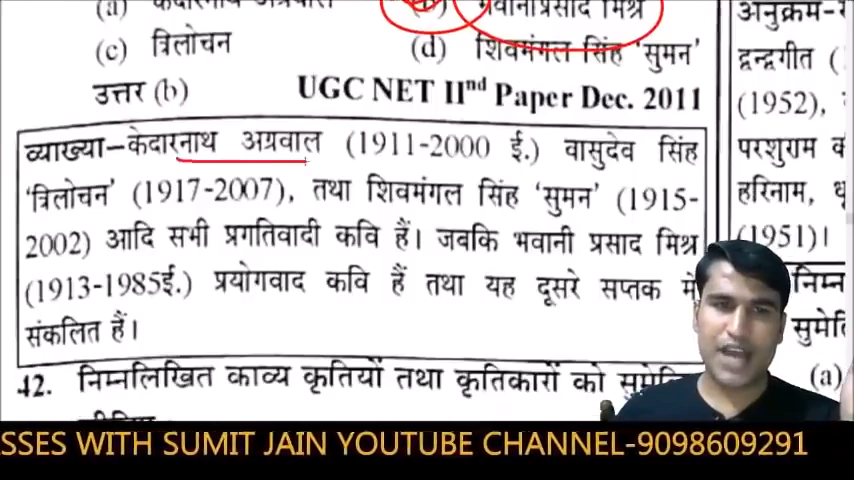 (a) केदारनाथ अग्रवाल
भवानीप्रसाद मिश्र
(c) त्रिलोचन
(d) शिवमंगल सिंह 'सुमन'
उत्तर (b)
UGC NET IInd Paper Dec. 2011
व्याख्या–केदारनाथ अग्रवाल (1911-2000 ई.) वासुदेव सिंह
'त्रिलोचन' (1917-2007), तथा शिवमंगल सिंह 'सुमन' (1915-
2002) आदि सभी प्रगतिवादी कवि हैं। जबकि भवानी प्रसाद मिश्र
(1913-1985ई.) प्रयोगवाद कवि हैं तथा यह दूसरे सप्तक में
संकलित हैं।
42. निम्नलिखित काव्य कृतियों तथा कृतिकारों को
अनुक्रम-
द्वन्द्वगीत
(1952),
परशुराम
हरिनाम,
(1951)।
निम्न
सुमेलि
(a)
SSES WITH SUMIT JAIN YOUTUBE CHANNEL-9098609291